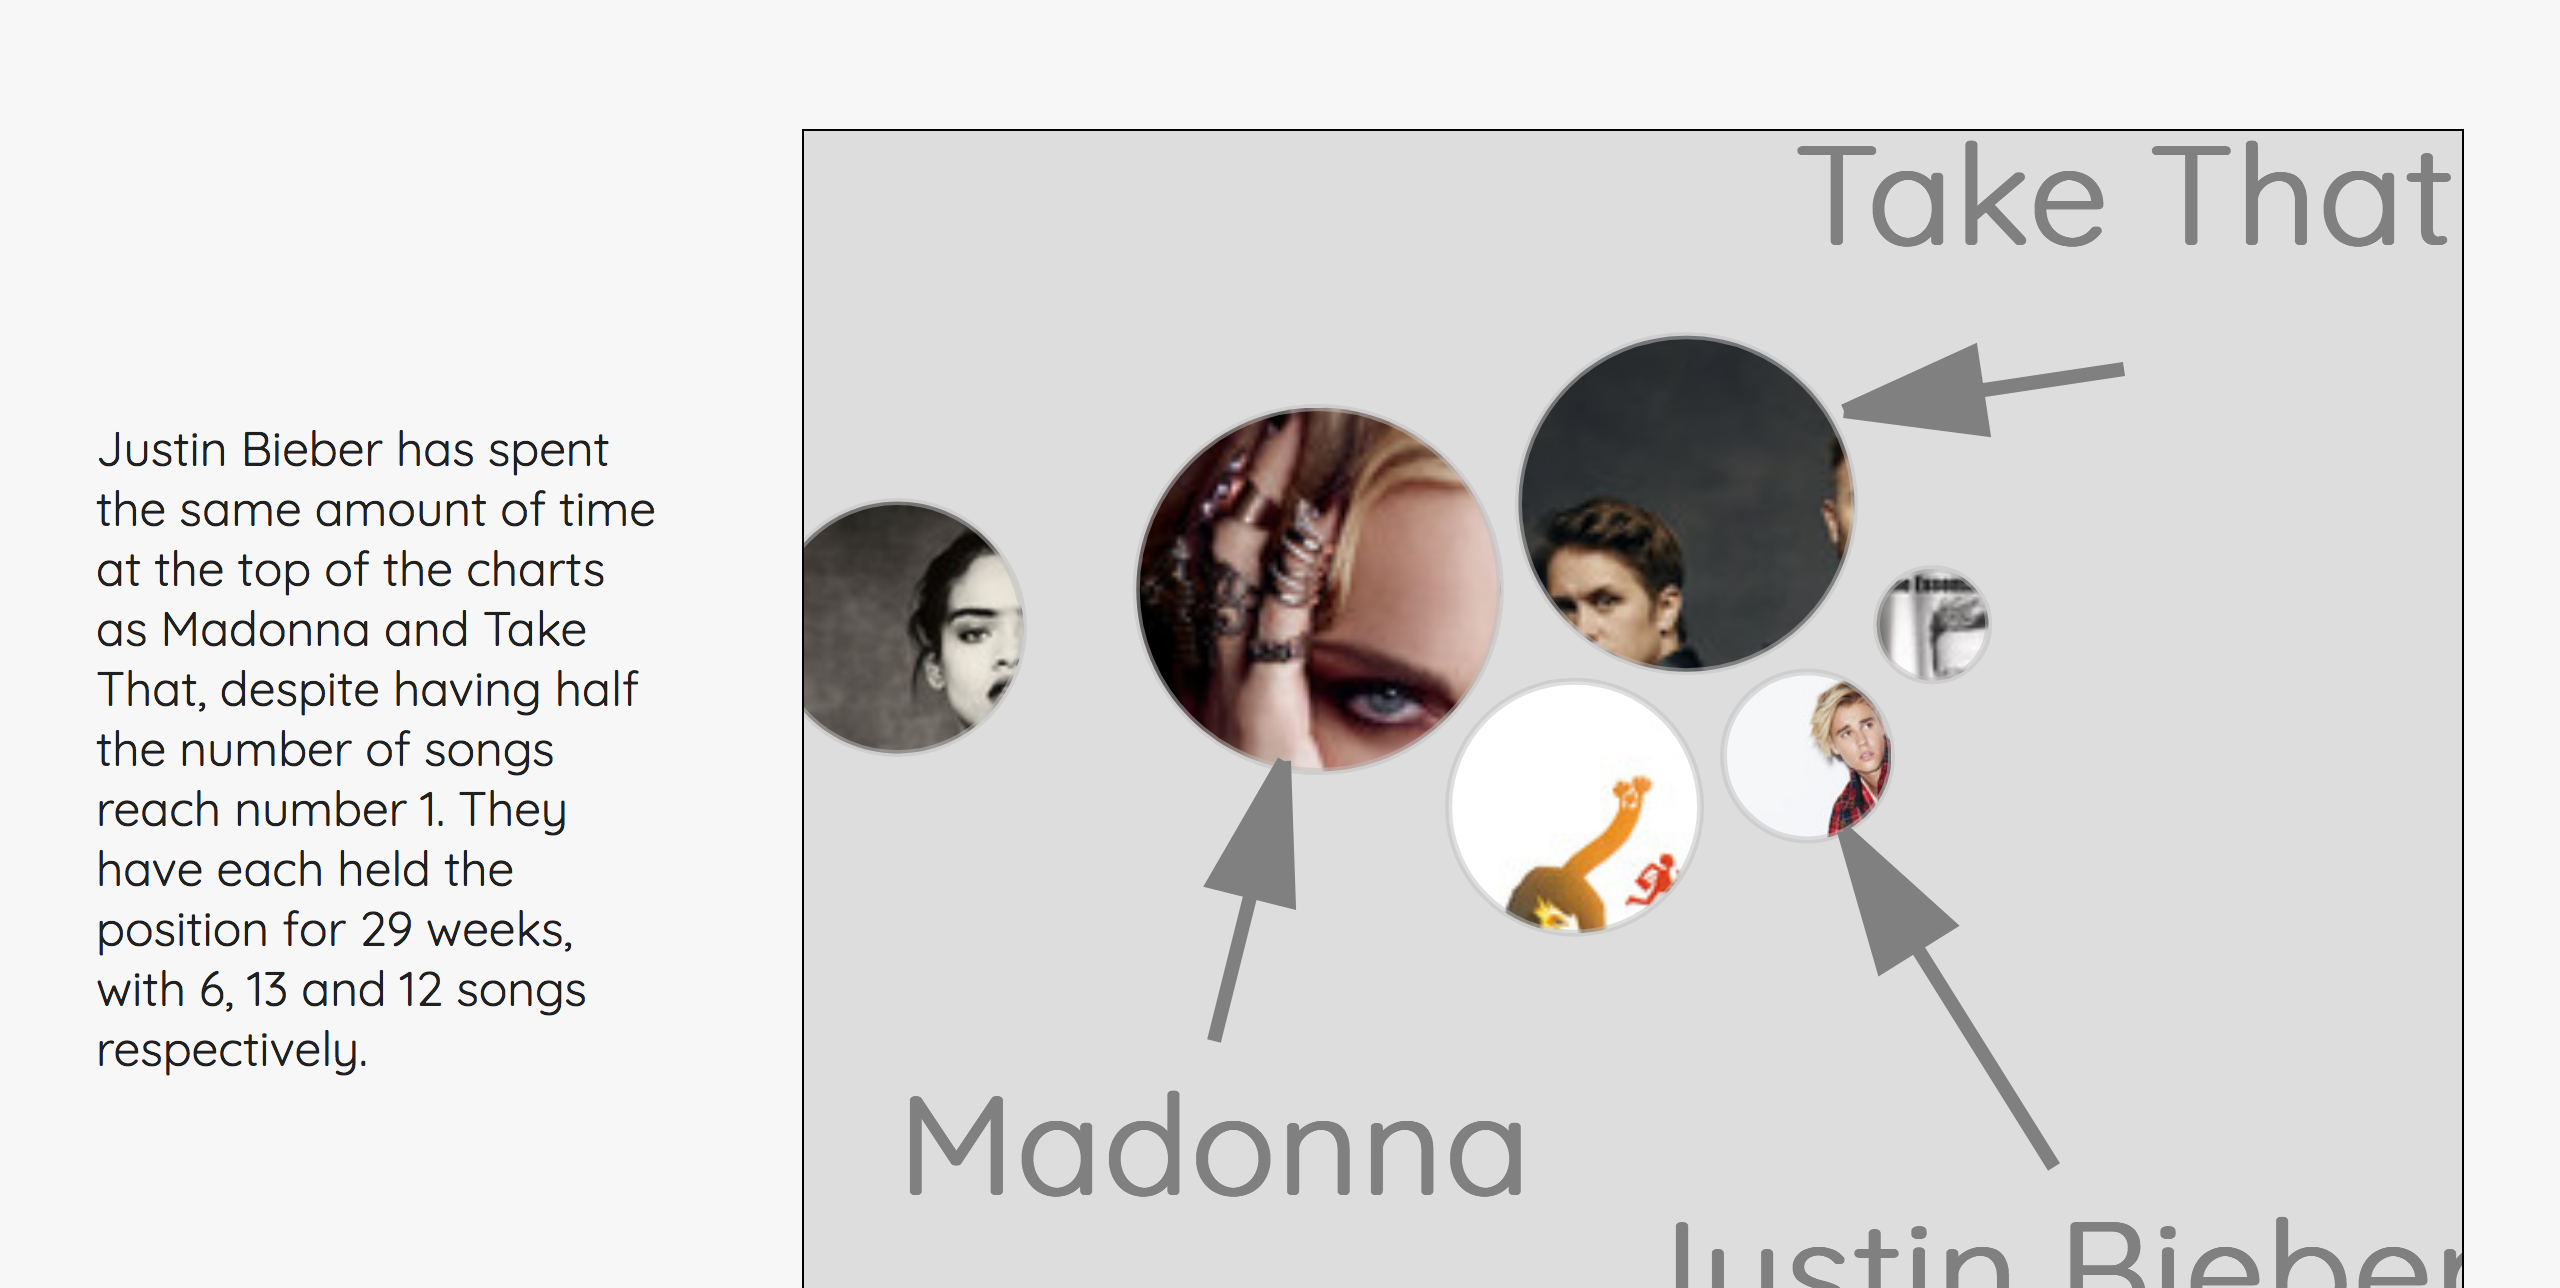 Take That
Justin Bieber has spent
the same amount of time
at the top of the charts
as Madonna and Take
That, despite having half
the number of songs
reach number 1. They
have each held the
position for 29 weeks,
with 6, 13 and 12 songs
respectively.
Madonna
Justin Bieber